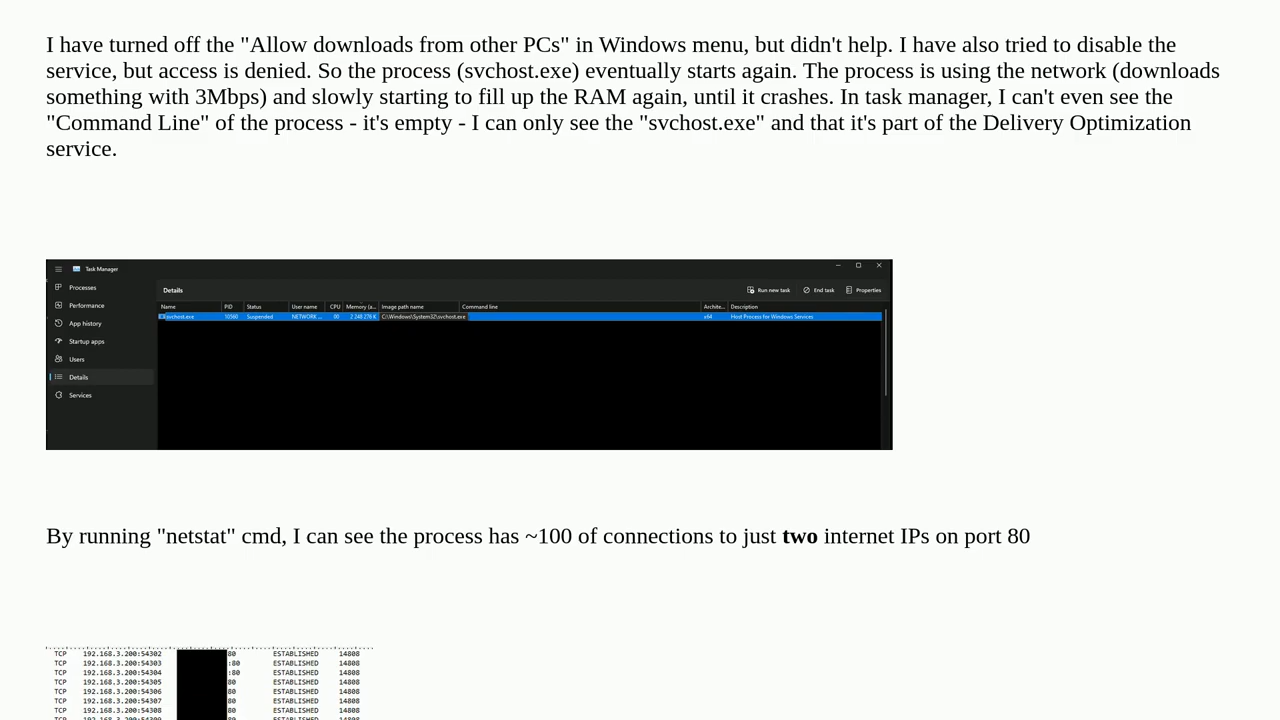 I have turned off the "Allow downloads from other PCs" in Windows menu, but didn't help. I have also tried to disable the
service, but access is denied. So the process (svchost.exe) eventually starts again. The process is using the network (downloads
something with 3Mbps) and slowly starting to fill up the RAM again, until it crashes. In task manager, I can't even see the
"Command Line" of the process - it's empty - I can only see the "svchost.exe" and that it's part of the Delivery Optimization
service.
Task Manager
Processes
Details
Run new task End task Properties
Performance
Name PID Status User name CPU Memory (a... Image path name Command line Archite... Description
svchost.exe 10560 Suspended NETWORK ... 00 2 248 276 K C:\Windows\System32\svchost.exe x64 Host Process for Windows Services
App history
Startup apps
Users
Details
Services
By running "netstat" cmd, I can see the process has ~100 of connections to just two internet IPs on port 80
TCP 192.168.3.200:54302 80 ESTABLISHED 14808
TCP 192.168.3.200:54303 :80 ESTABLISHED 14808
TCP 192.168.3.200:54304 :80 ESTABLISHED 14808
TCP 192.168.3.200:54305 80 ESTABLISHED 14808
TCP 192.168.3.200:54306 80 ESTABLISHED 14808
TCP 192.168.3.200:54307 80 ESTABLISHED 14808
TCP 192.168.3.200:54308 80 ESTABLISHED 14808